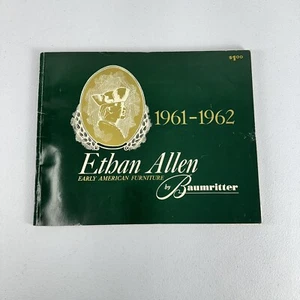 $1.00
1961-1962
Ethan Allen
EARLY AMERICAN FURNITURE
by Baumritter